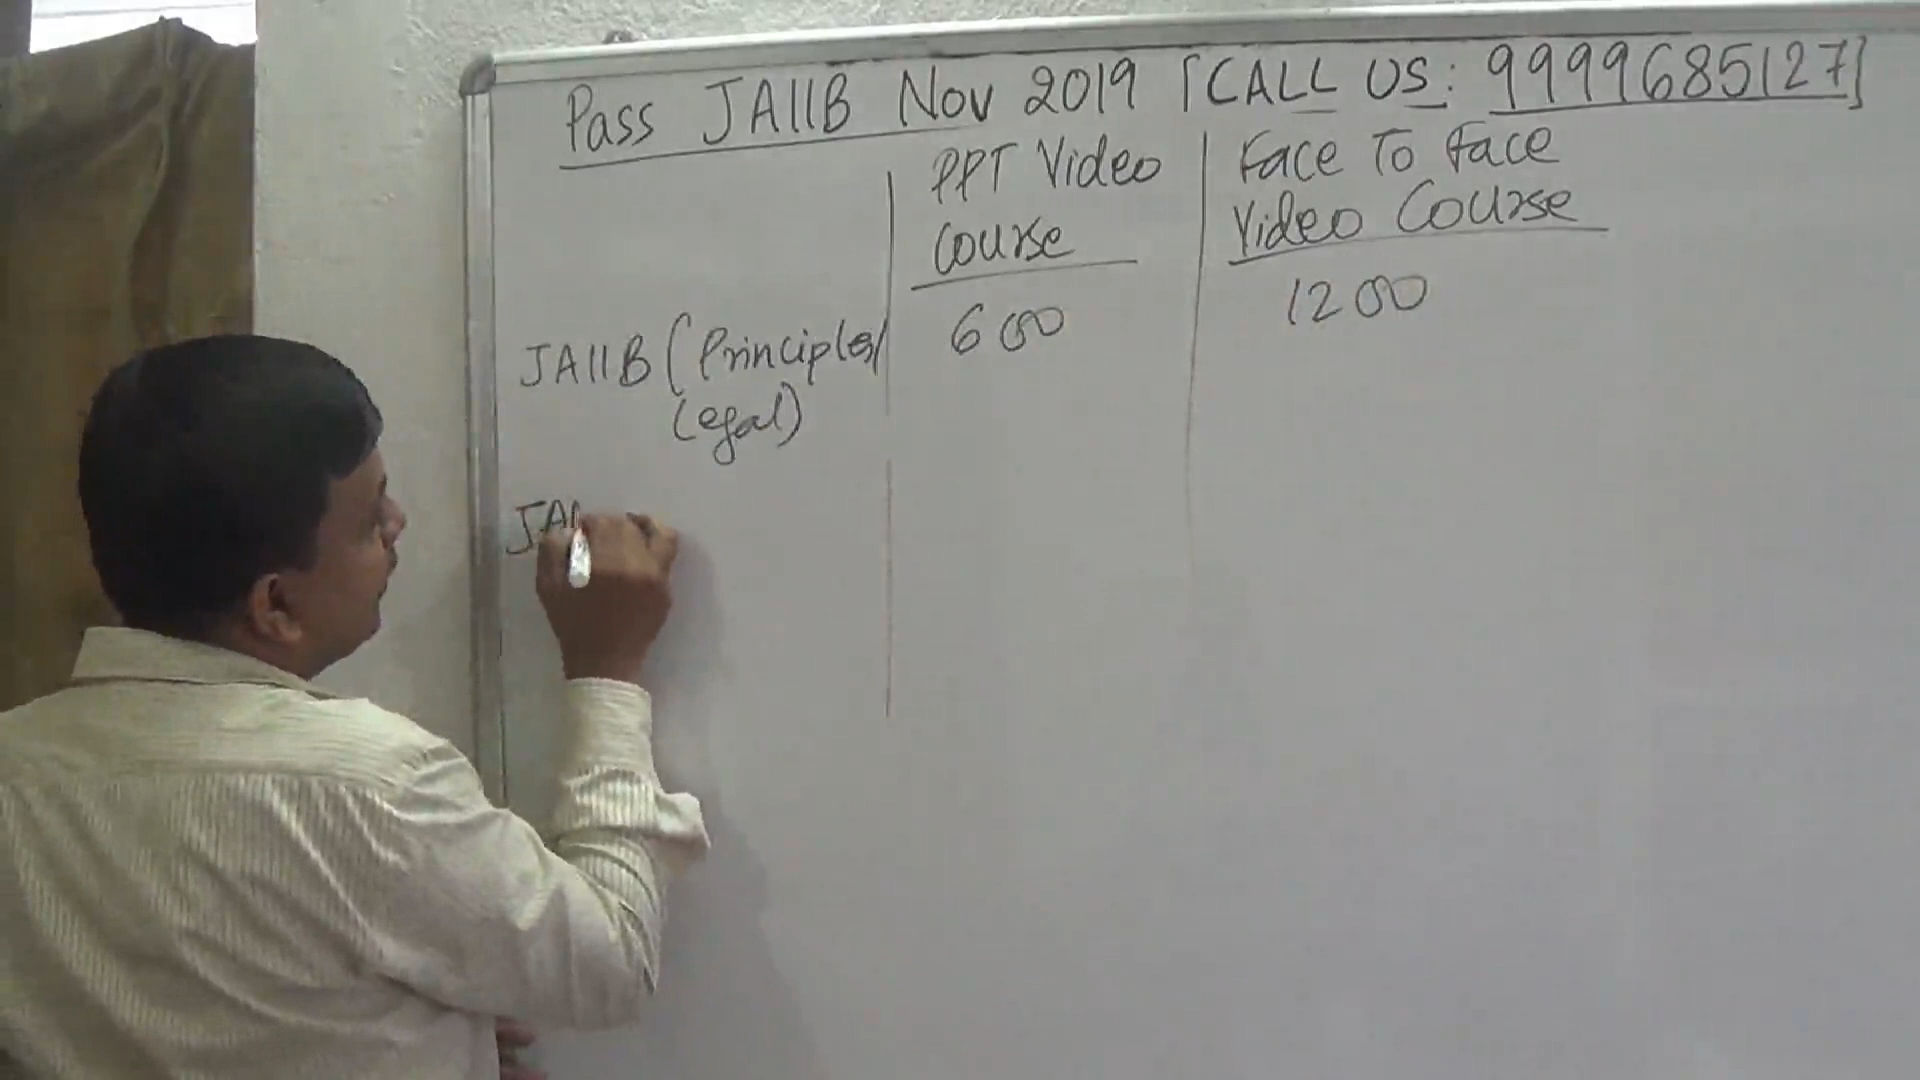 Pass JAIIB Nov 2019 [CALL US: 9999685127]
PPT Video
Course
Face To Face
Video Course
JAIIB (Principles/
Legal)
600
1200
JAI